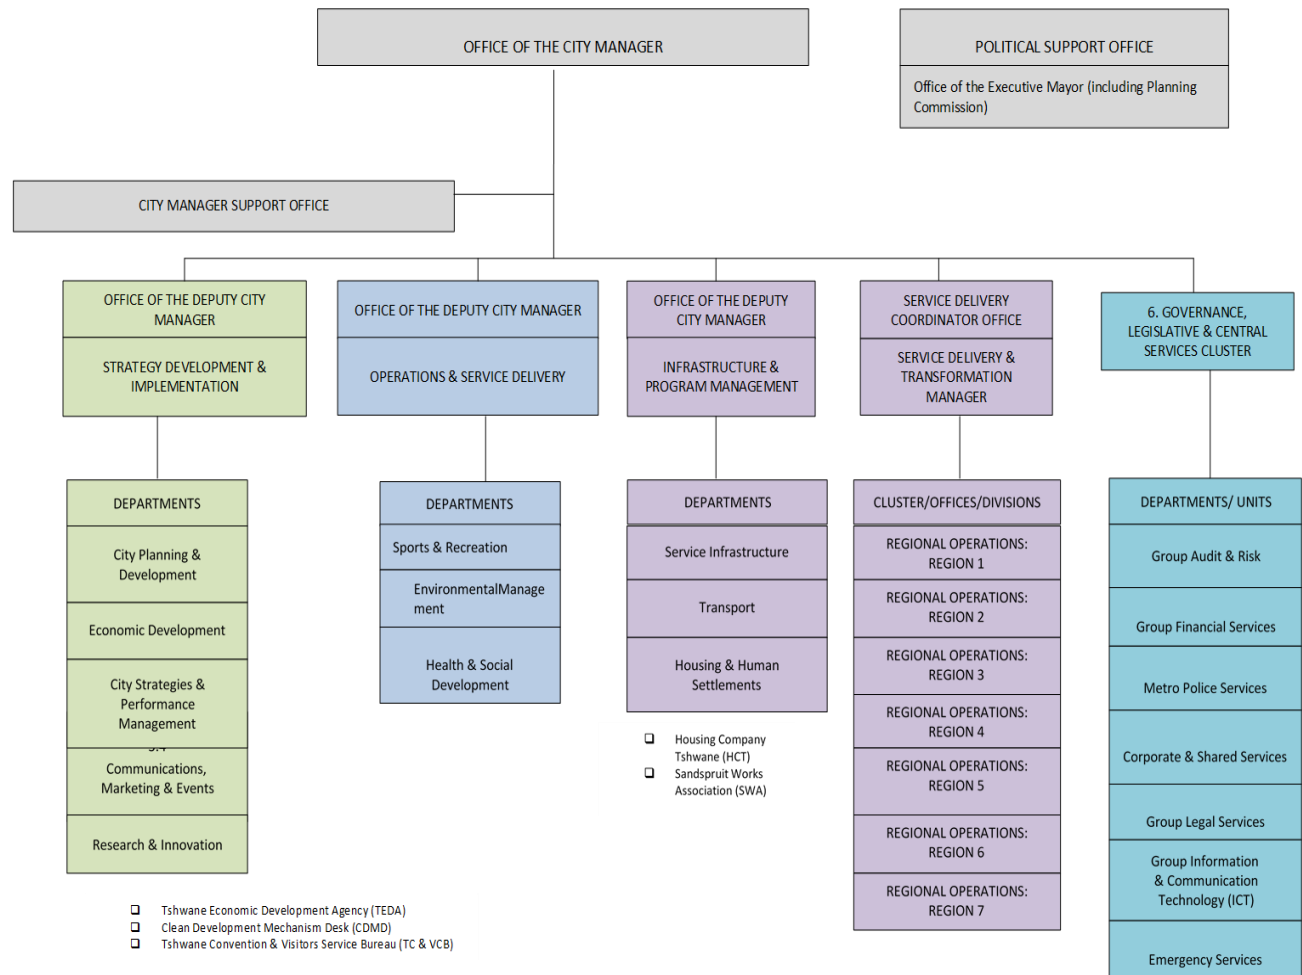 OFFICE OF THE CITY MANAGER
POLITICAL SUPPORT OFFICE
Office of the Executive Mayor (including Planning
Commission)
CITY MANAGER SUPPORT OFFICE
OFFICE OF THE DEPUTY CITY
MANAGER
STRATEGY DEVELOPMENT &
IMPLEMENTATION
OFFICE OF THE DEPUTY CITY MANAGER
OPERATIONS & SERVICE DELIVERY
OFFICE OF THE DEPUTY
CITY MANAGER
INFRASTRUCTURE &
PROGRAM MANAGEMENT
SERVICE DELIVERY
COORDINATOR OFFICE
SERVICE DELIVERY &
TRANSFORMATION
MANAGER
6. GOVERNANCE,
LEGISLATIVE & CENTRAL
SERVICES CLUSTER
DEPARTMENTS
City Planning &
Development
Economic Development
City Strategies &
Performance
Management
Communications,
Marketing & Events
Research & Innovation
DEPARTMENTS
Sports & Recreation
EnvironmentalManage
ment
Health & Social
Development
DEPARTMENTS
Service Infrastructure
Transport
Housing & Human
Settlements
Housing Company
Tshwane (HCT)
Sandspruit Works
Association (SWA)
CLUSTER/OFFICES/DIVISIONS
REGIONAL OPERATIONS:
REGION 1
REGIONAL OPERATIONS:
REGION 2
REGIONAL OPERATIONS:
REGION 3
REGIONAL OPERATIONS:
REGION 4
REGIONAL OPERATIONS:
REGION 5
REGIONAL OPERATIONS:
REGION 6
REGIONAL OPERATIONS:
REGION 7
DEPARTMENTS/ UNITS
Group Audit & Risk
Group Financial Services
Metro Police Services
Corporate & Shared Services
Group Legal Services
Group Information
& Communication
Technology (ICT)
Emergency Services
Tshwane Economic Development Agency (TEDA)
Clean Development Mechanism Desk (CDMD)
Tshwane Convention & Visitors Service Bureau (TC & VCB)